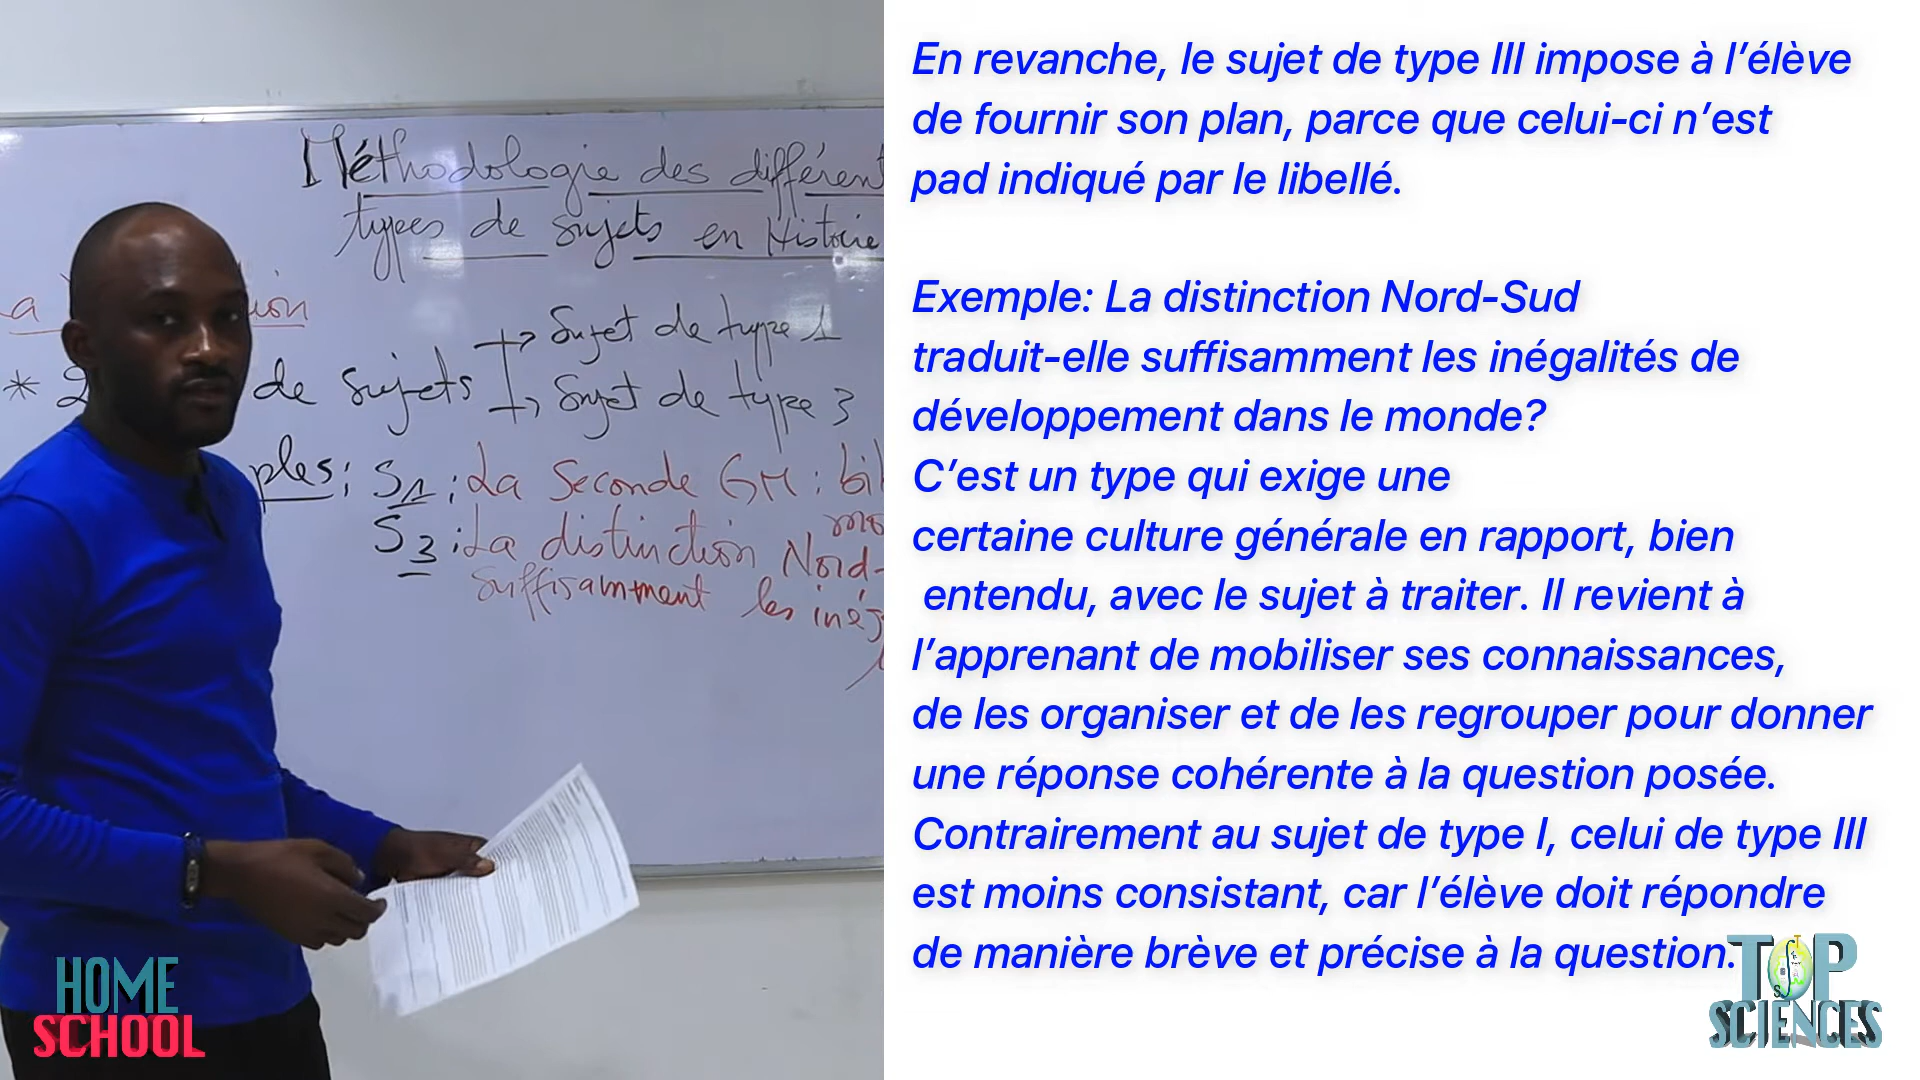 Méthodologie des différent
types de sujets en Histoire
a ion
* 2 de sujets
Sujet de type 1
Sujet de type 3
ples: S1: La Seconde GM: bil
mo
S3: La distinction Nord-
suffisamment les inég
HOME
SCHOOL
En revanche, le sujet de type III impose à l’élève
de fournir son plan, parce que celui-ci n’est
pad indiqué par le libellé.
Exemple: La distinction Nord-Sud
traduit-elle suffisamment les inégalités de
développement dans le monde?
C’est un type qui exige une
certaine culture générale en rapport, bien
entendu, avec le sujet à traiter. Il revient à
l’apprenant de mobiliser ses connaissances,
de les organiser et de les regrouper pour donner
une réponse cohérente à la question posée.
Contrairement au sujet de type I, celui de type III
est moins consistant, car l’élève doit répondre
de manière brève et précise à la question.
TOP
SCIENCES